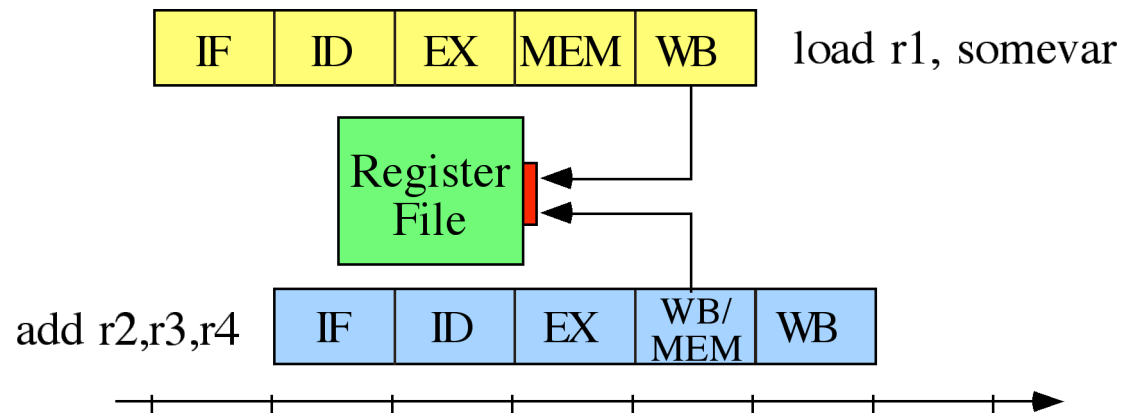 IF ID EX MEM WB load r1, somevar
Register
File
add r2,r3,r4 IF ID EX WB/ WB
MEM